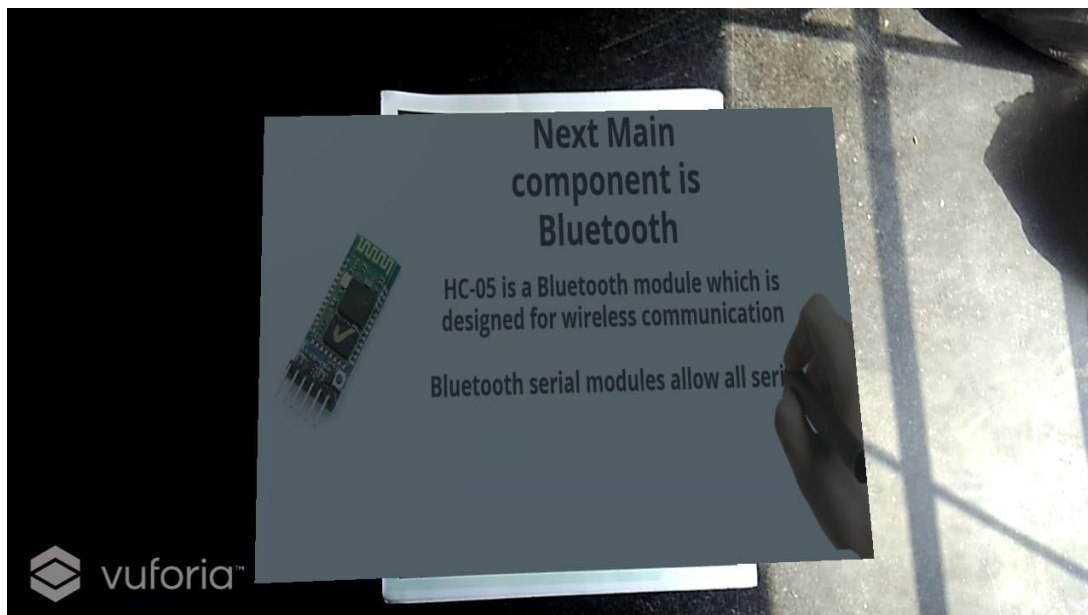 Next Main
component is
Bluetooth
HC-05 is a Bluetooth module which is
designed for wireless communication
Bluetooth serial modules allow all seri
vuforia™